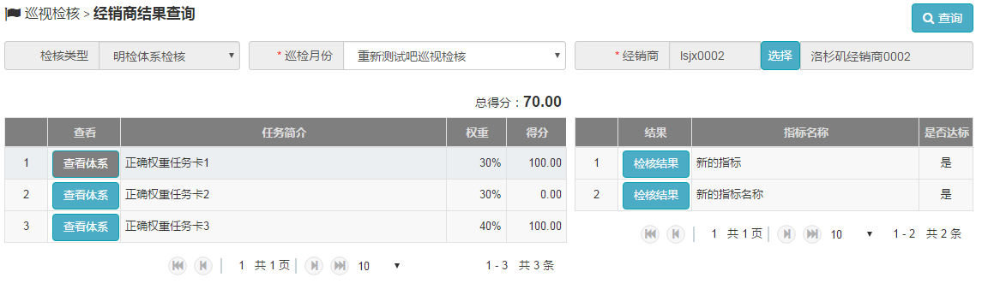 巡视检核 > 经销商结果查询
查询
检核类型 明检体系检核 * 巡检月份 重新测试吧巡视检核 * 经销商 lsjx0002 选择 洛杉矶经销商0002
总得分：70.00
查看 任务简介 权重 得分
1 查看体系 正确权重任务卡1 30% 100.00
2 查看体系 正确权重任务卡2 30% 0.00
3 查看体系 正确权重任务卡3 40% 100.00
1 共 1 页 10 1 - 3 共 3 条
结果 指标名称 是否达标
1 检核结果 新的指标 是
2 检核结果 新的指标名称 是
1 共 1 页 10 1 - 2 共 2 条